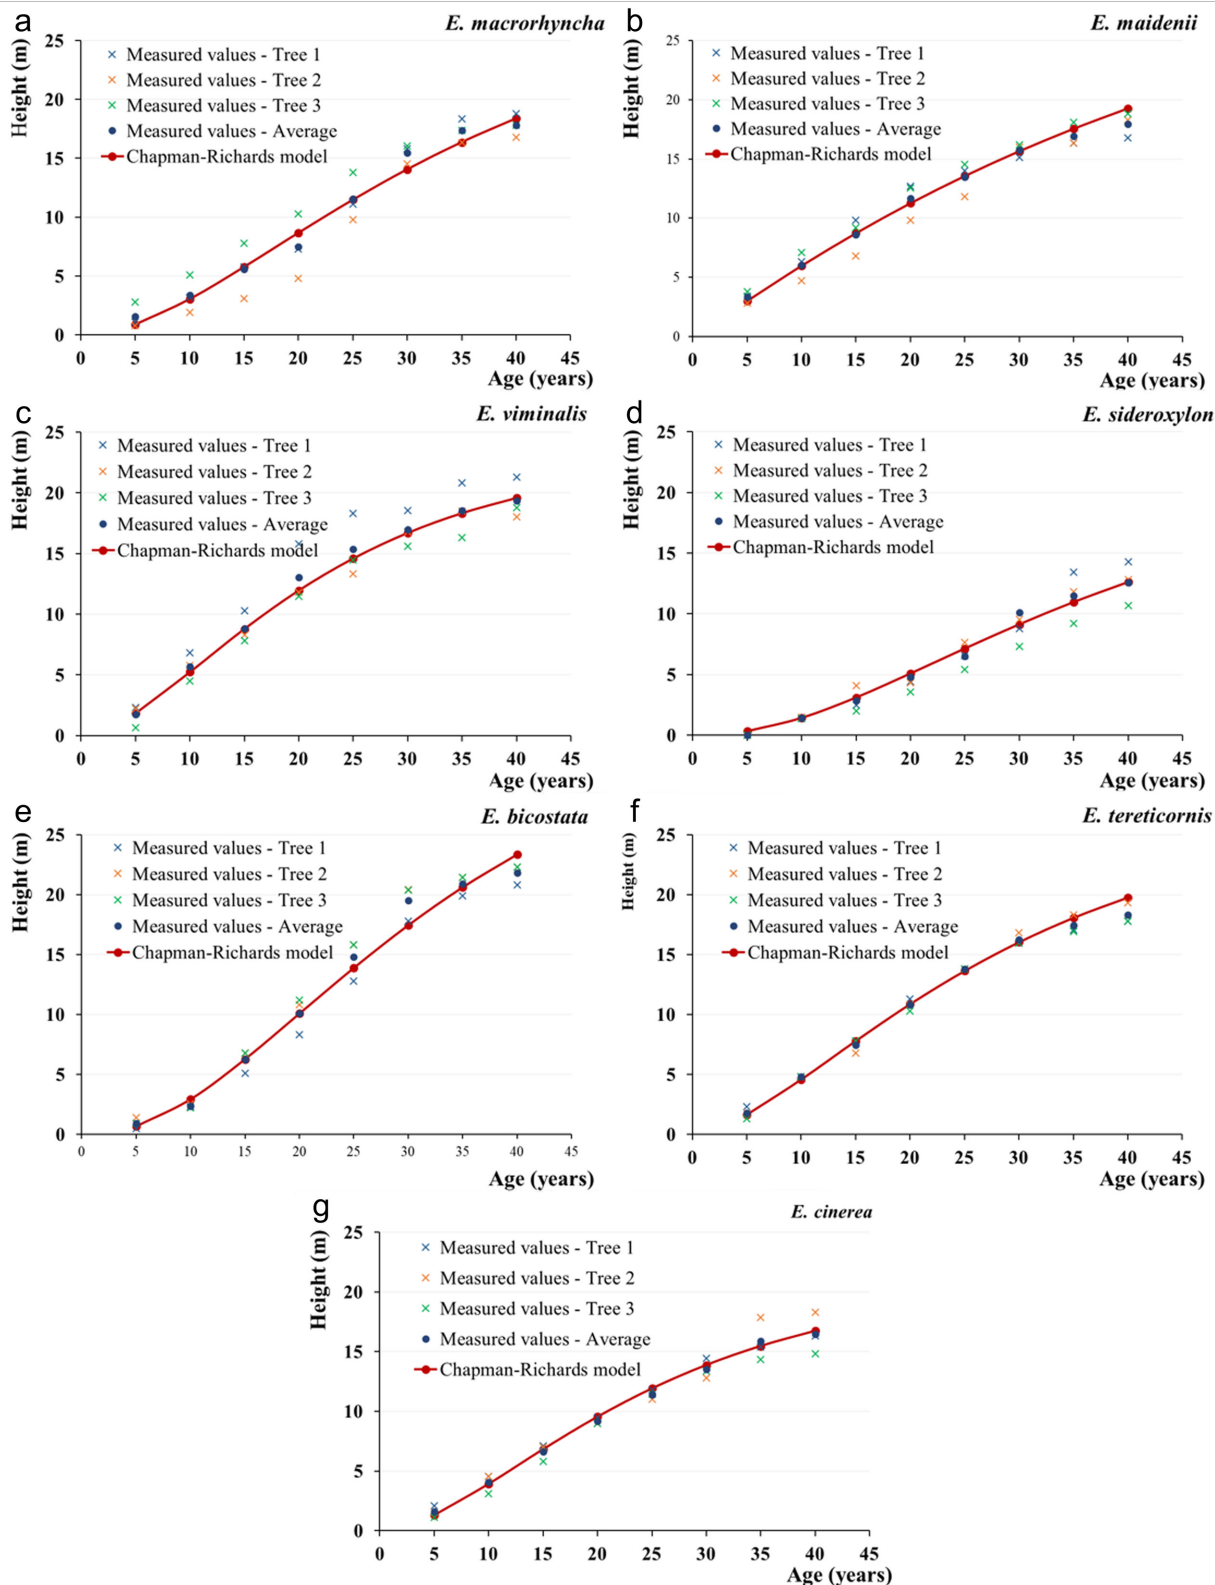 a
E. macrorhyncha
Height (m)
25
20
15
10
5
0
Measured values - Tree 1
Measured values - Tree 2
Measured values - Tree 3
Measured values - Average
Chapman-Richards model
0 5 10 15 20 25 30 35 40 45
Age (years)
b
E. maidenii
Height (m)
25
20
15
10
5
0
Measured values - Tree 1
Measured values - Tree 2
Measured values - Tree 3
Measured values - Average
Chapman-Richards model
0 5 10 15 20 25 30 35 40 45
Age (years)
c
E. viminalis
Height (m)
25
20
15
10
5
0
Measured values - Tree 1
Measured values - Tree 2
Measured values - Tree 3
Measured values - Average
Chapman-Richards model
0 5 10 15 20 25 30 35 40 45
Age (years)
d
E. sideroxylon
Height (m)
25
20
15
10
5
0
Measured values - Tree 1
Measured values - Tree 2
Measured values - Tree 3
Measured values - Average
Chapman-Richards model
0 5 10 15 20 25 30 35 40 45
Age (years)
e
E. bicostata
Height (m)
25
20
15
10
5
0
Measured values - Tree 1
Measured values - Tree 2
Measured values - Tree 3
Measured values - Average
Chapman-Richards model
0 5 10 15 20 25 30 35 40 45
Age (years)
f
E. tereticornis
Height (m)
25
20
15
10
5
0
Measured values - Tree 1
Measured values - Tree 2
Measured values - Tree 3
Measured values - Average
Chapman-Richards model
0 5 10 15 20 25 30 35 40 45
Age (years)
g
E. cinerea
Height (m)
25
20
15
10
5
0
Measured values - Tree 1
Measured values - Tree 2
Measured values - Tree 3
Measured values - Average
Chapman-Richards model
0 5 10 15 20 25 30 35 40 45
Age (years)